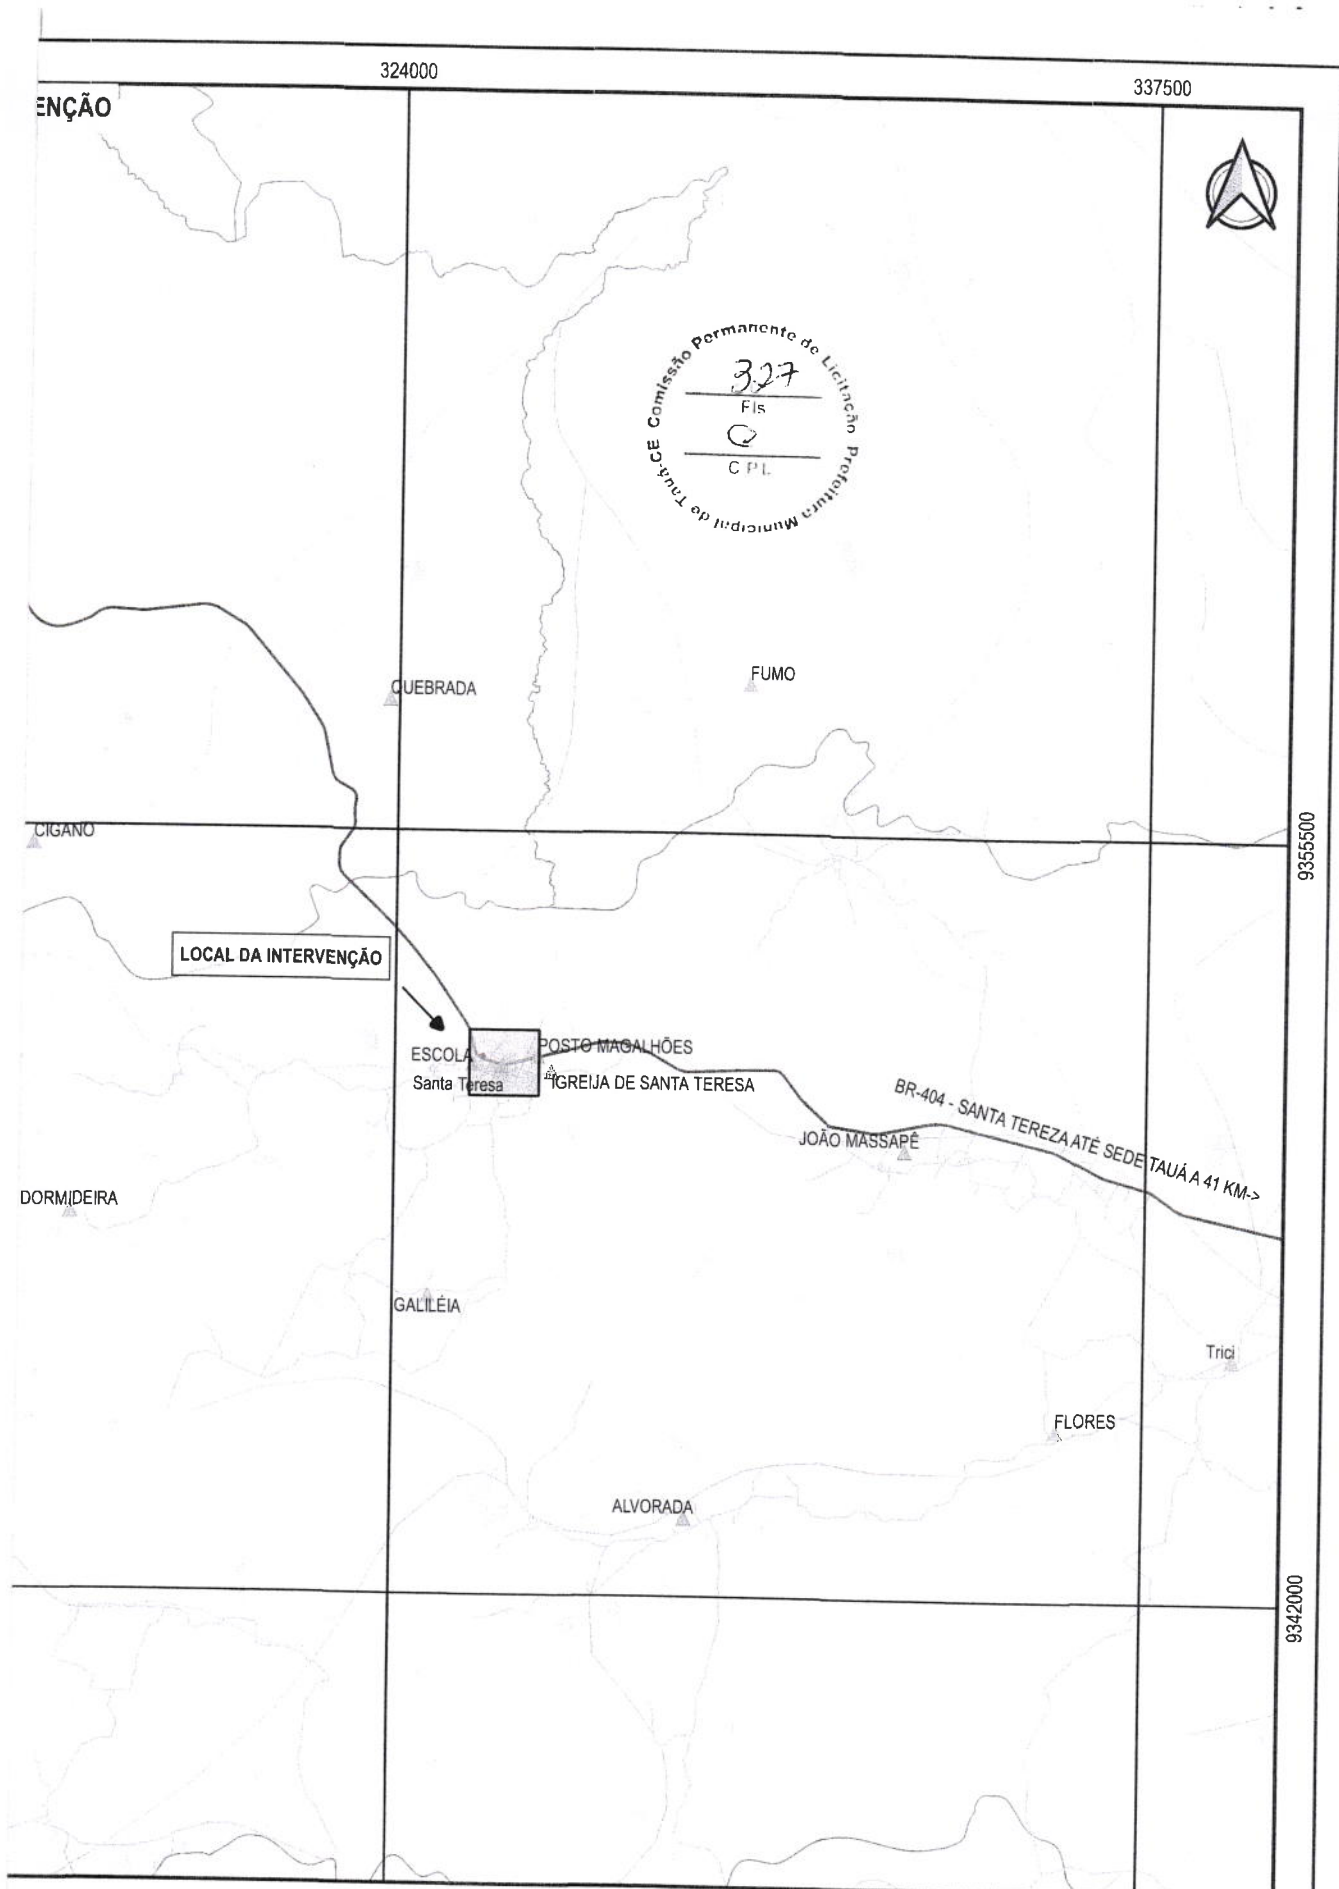 324000
337500
ENÇÃO
Comissão Permanente de Licitação Prefeitura Municipal de Tauá-CE
327
Fls
CPL
FUMO
QUEBRADA
CIGANO
9355500
LOCAL DA INTERVENÇÃO
ESCOLA
POSTO MAGALHÕES
Santa Teresa
IGREIJA DE SANTA TERESA
BR-404 - SANTA TEREZA ATÉ SEDE TAUÁ A 41 KM->
JOÃO MASSAPÊ
DORMIDEIRA
GALILÉIA
Trici
FLORES
ALVORADA
9342000